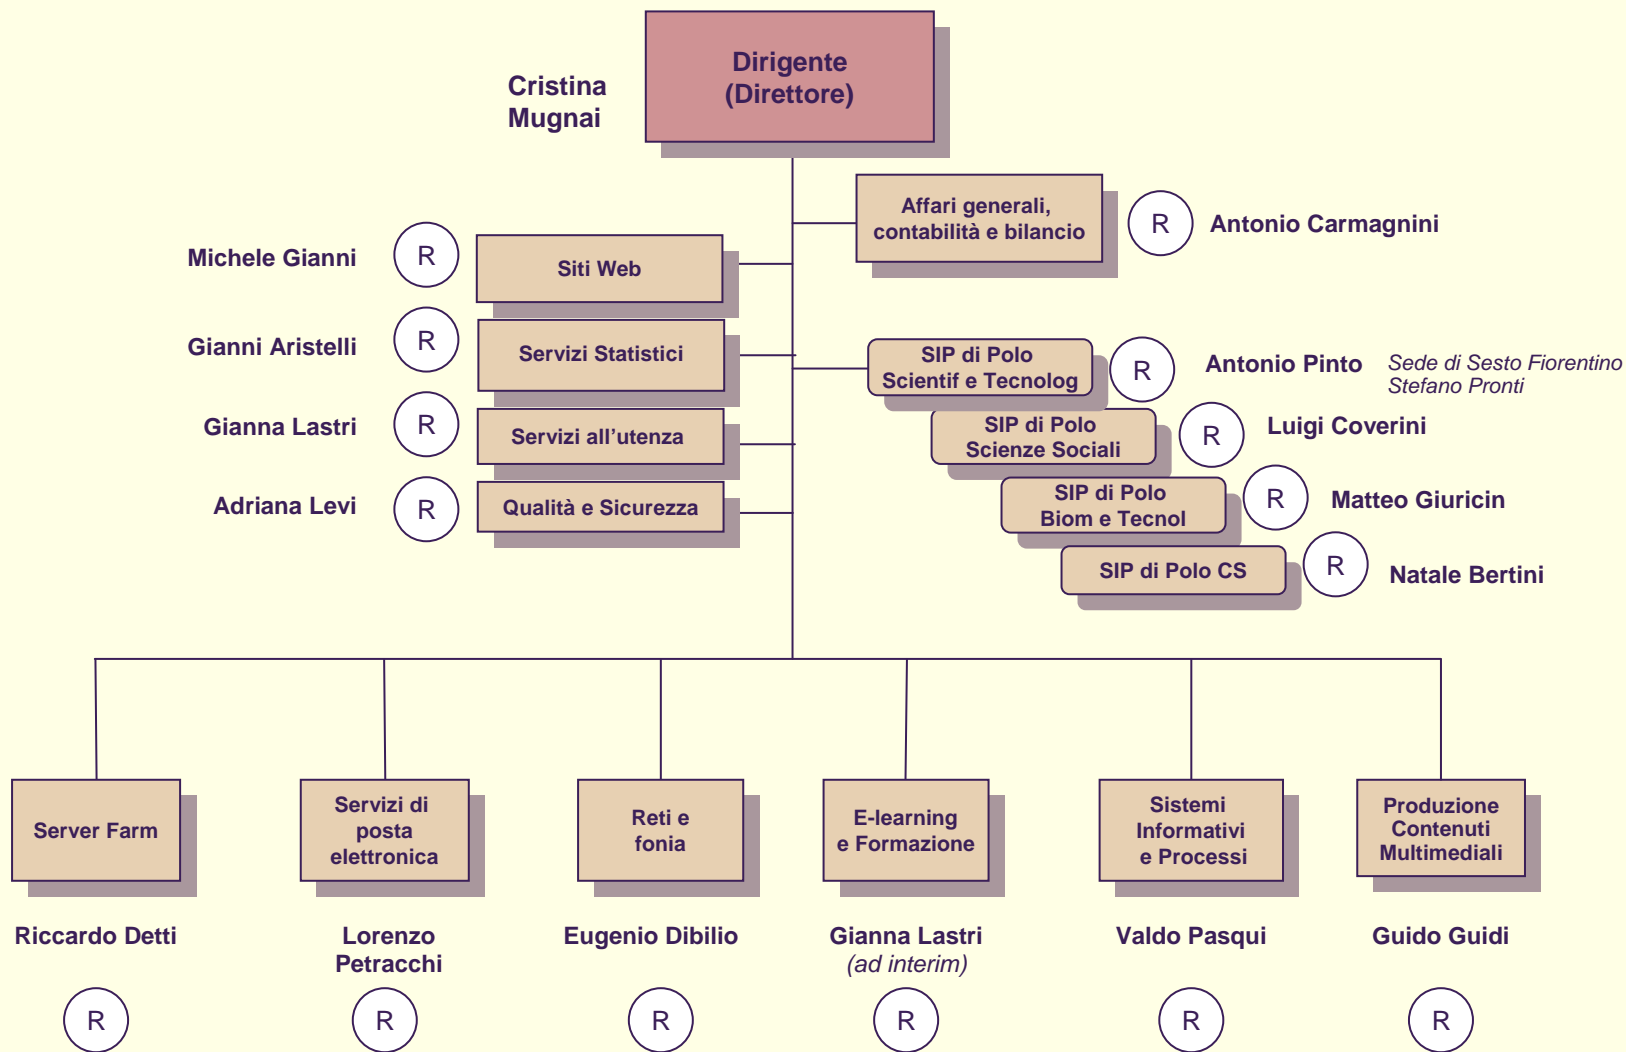 Dirigente
(Direttore)
Cristina
Mugnai
Affari generali,
contabilità e bilancio
R
Antonio Carmagnini
Michele Gianni
R
Siti Web
Gianni Aristelli
R
Servizi Statistici
Gianna Lastri
R
Servizi all'utenza
Adriana Levi
R
Qualità e Sicurezza
SIP di Polo
Scientif e Tecnolog
R
Antonio Pinto
Sede di Sesto Fiorentino
Stefano Pronti
SIP di Polo
Scienze Sociali
R
Luigi Coverini
SIP di Polo
Biom e Tecnol
R
Matteo Giuricin
SIP di Polo CS
R
Natale Bertini
Server Farm
Servizi di
posta
elettronica
Reti e
fonia
E-learning
e Formazione
Sistemi
Informativi
e Processi
Produzione
Contenuti
Multimediali
Riccardo Detti
Lorenzo
Petracchi
Eugenio Dibilio
Gianna Lastri
(ad interim)
Valdo Pasqui
Guido Guidi
R
R
R
R
R
R